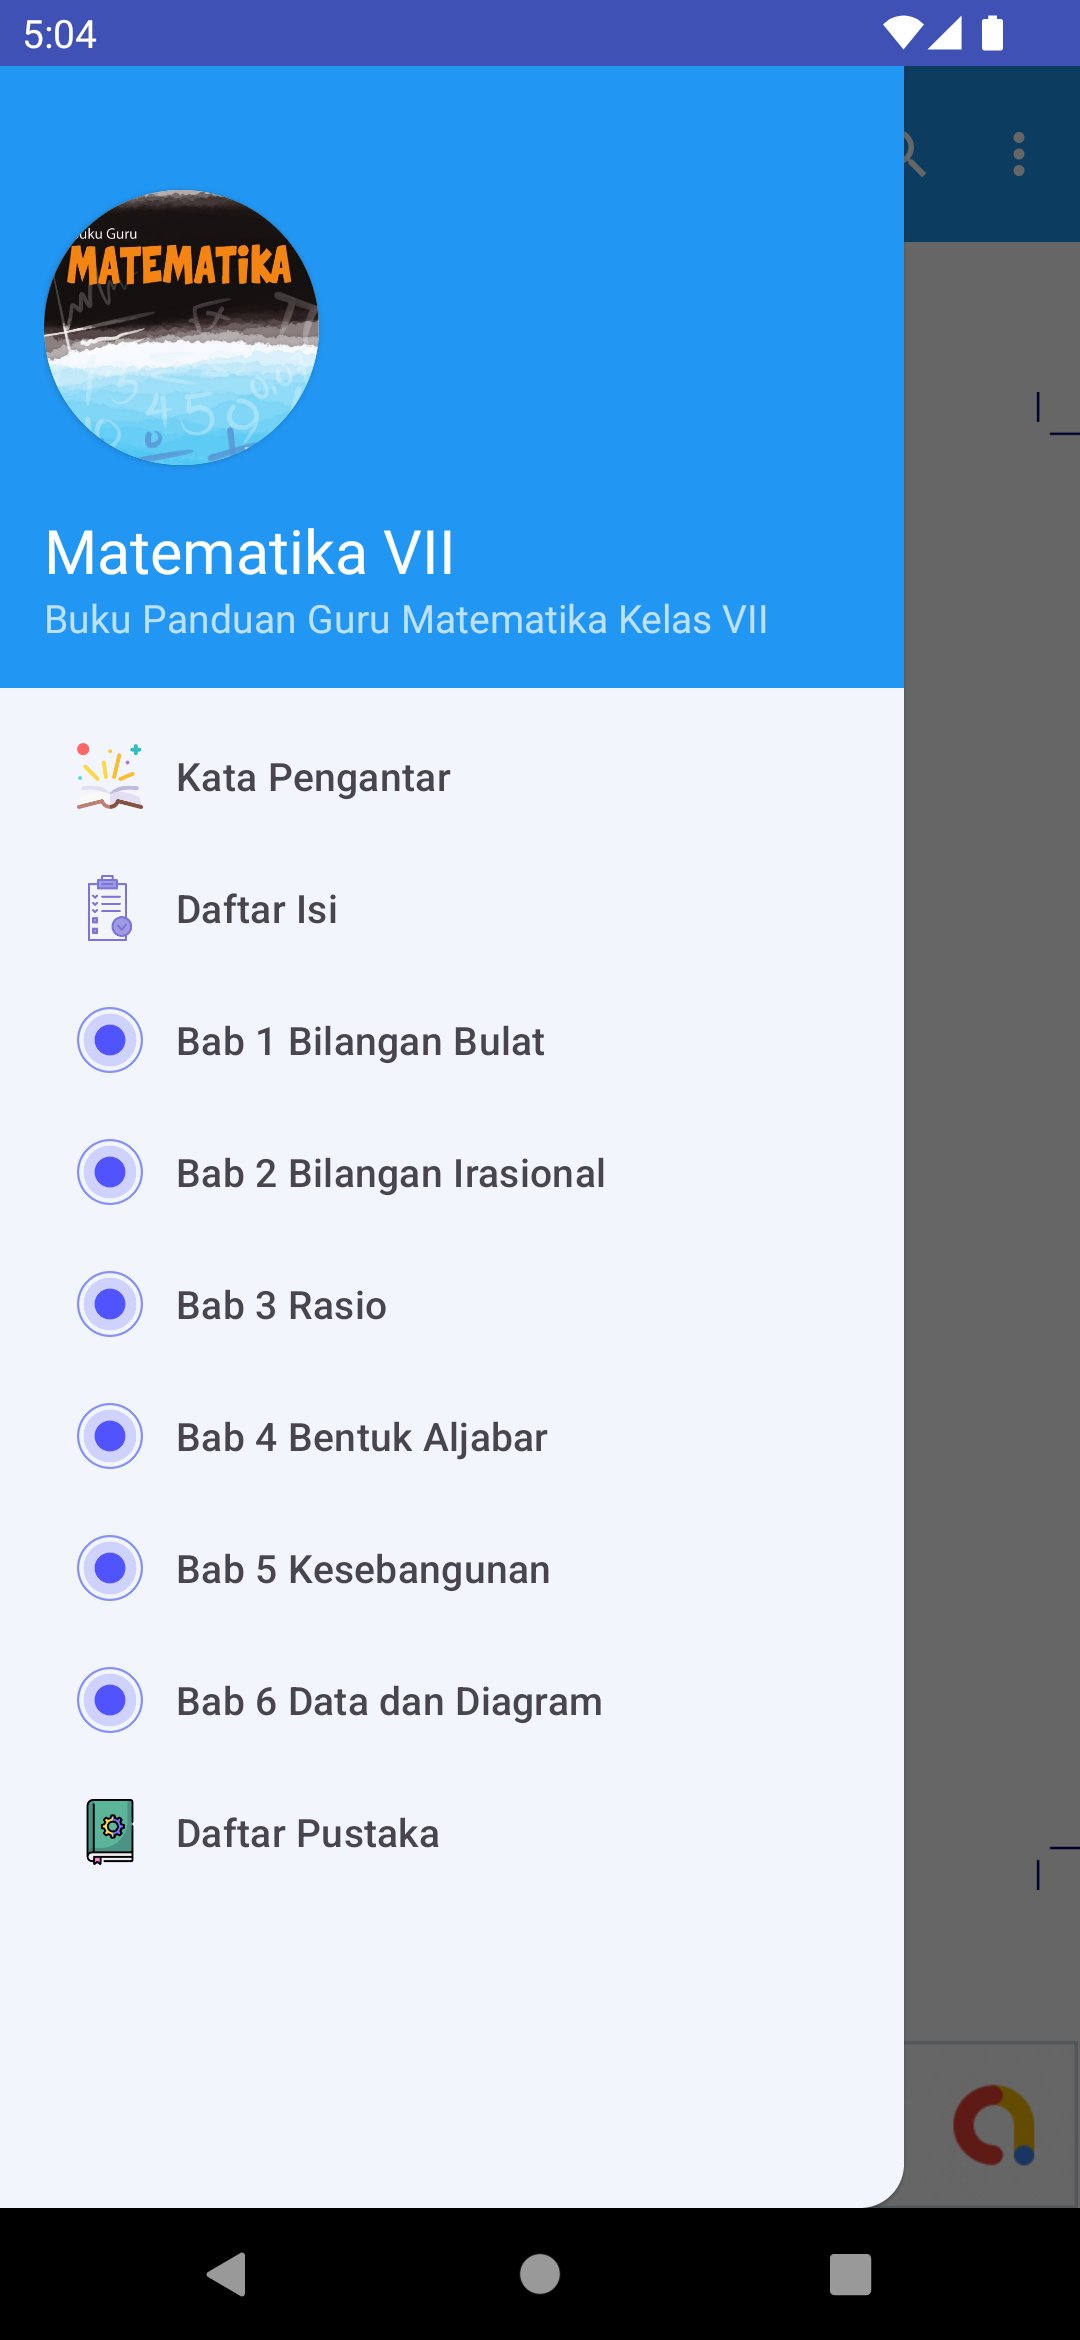 5:04
uku Guru
MATEMATiKA
Matematika VII
Buku Panduan Guru Matematika Kelas VII
Kata Pengantar
Daftar Isi
Bab 1 Bilangan Bulat
Bab 2 Bilangan Irasional
Bab 3 Rasio
Bab 4 Bentuk Aljabar
Bab 5 Kesebangunan
Bab 6 Data dan Diagram
Daftar Pustaka